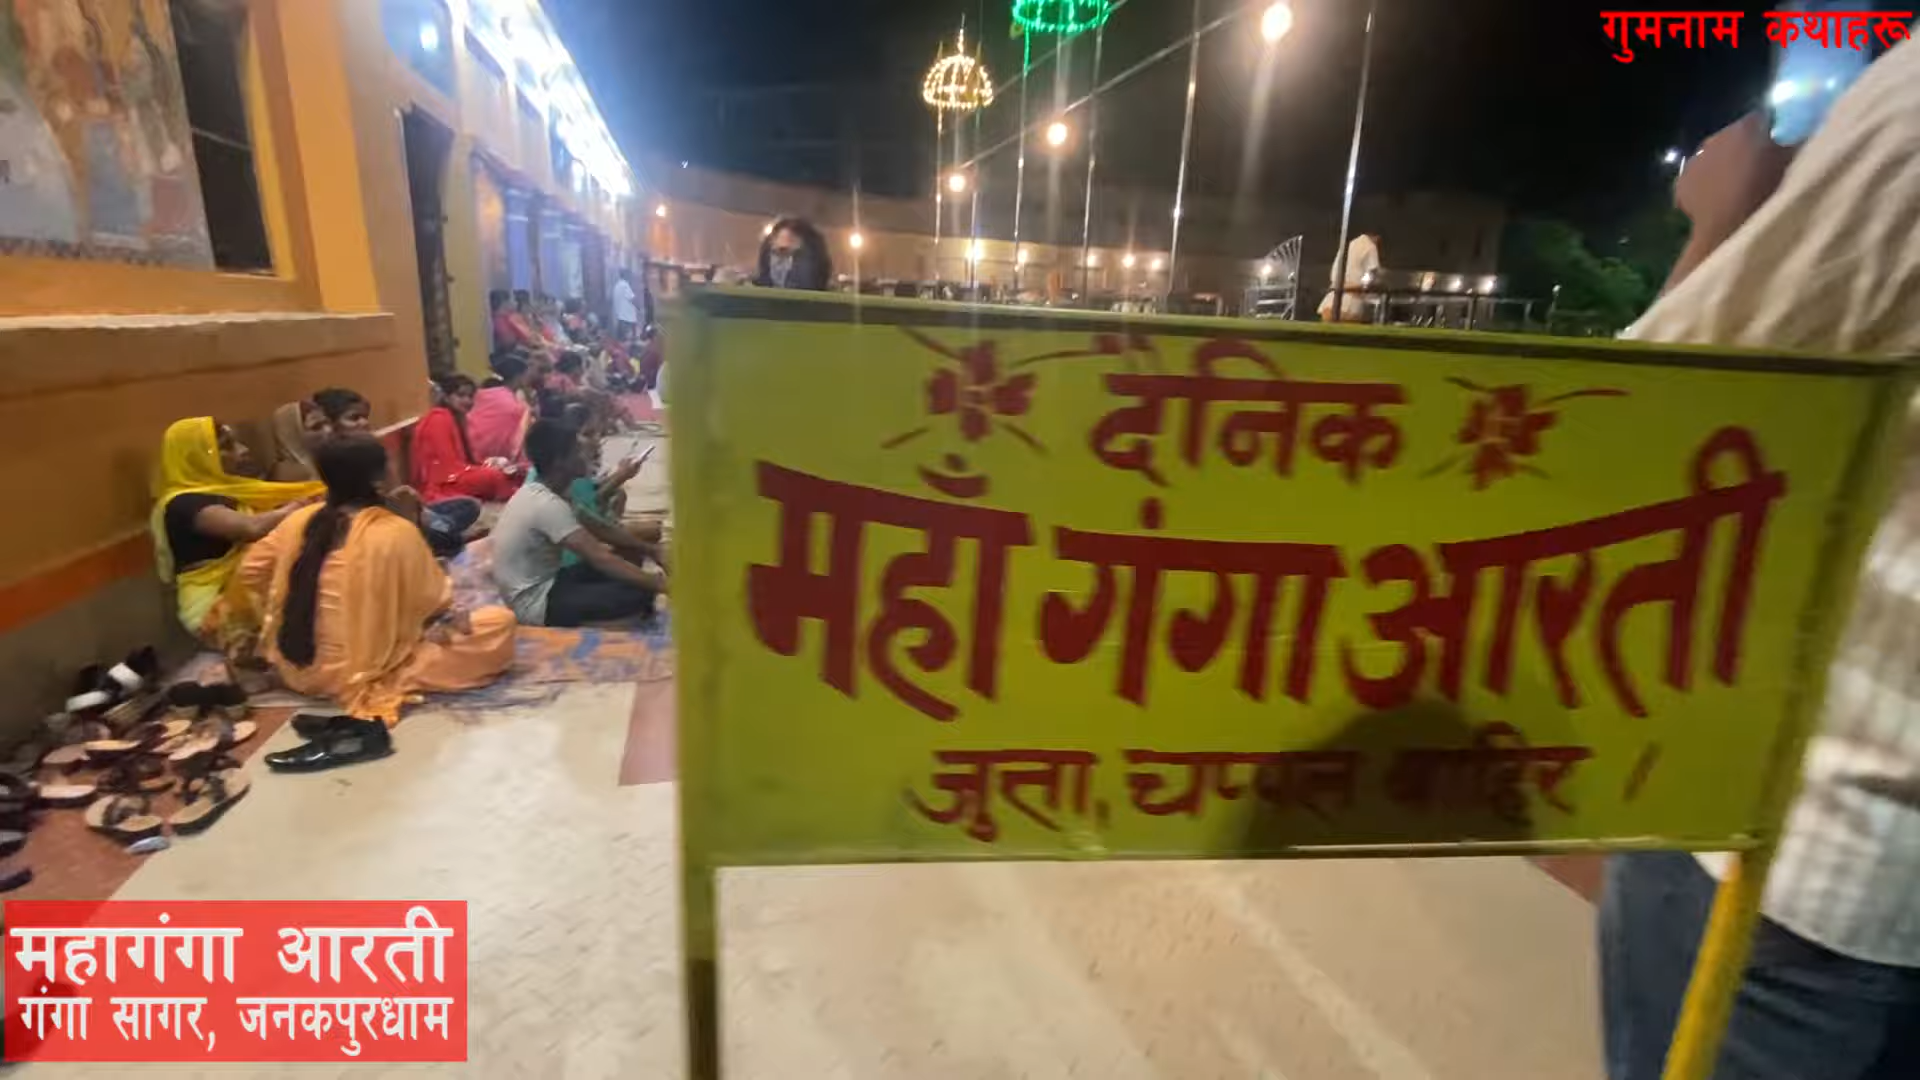 गुमनाम कथाहरू
दैनिक
महाँ गंगा आरती
जुता, चप्पल बाहिर ।
महागंगा आरती
गंगा सागर, जनकपुरधाम